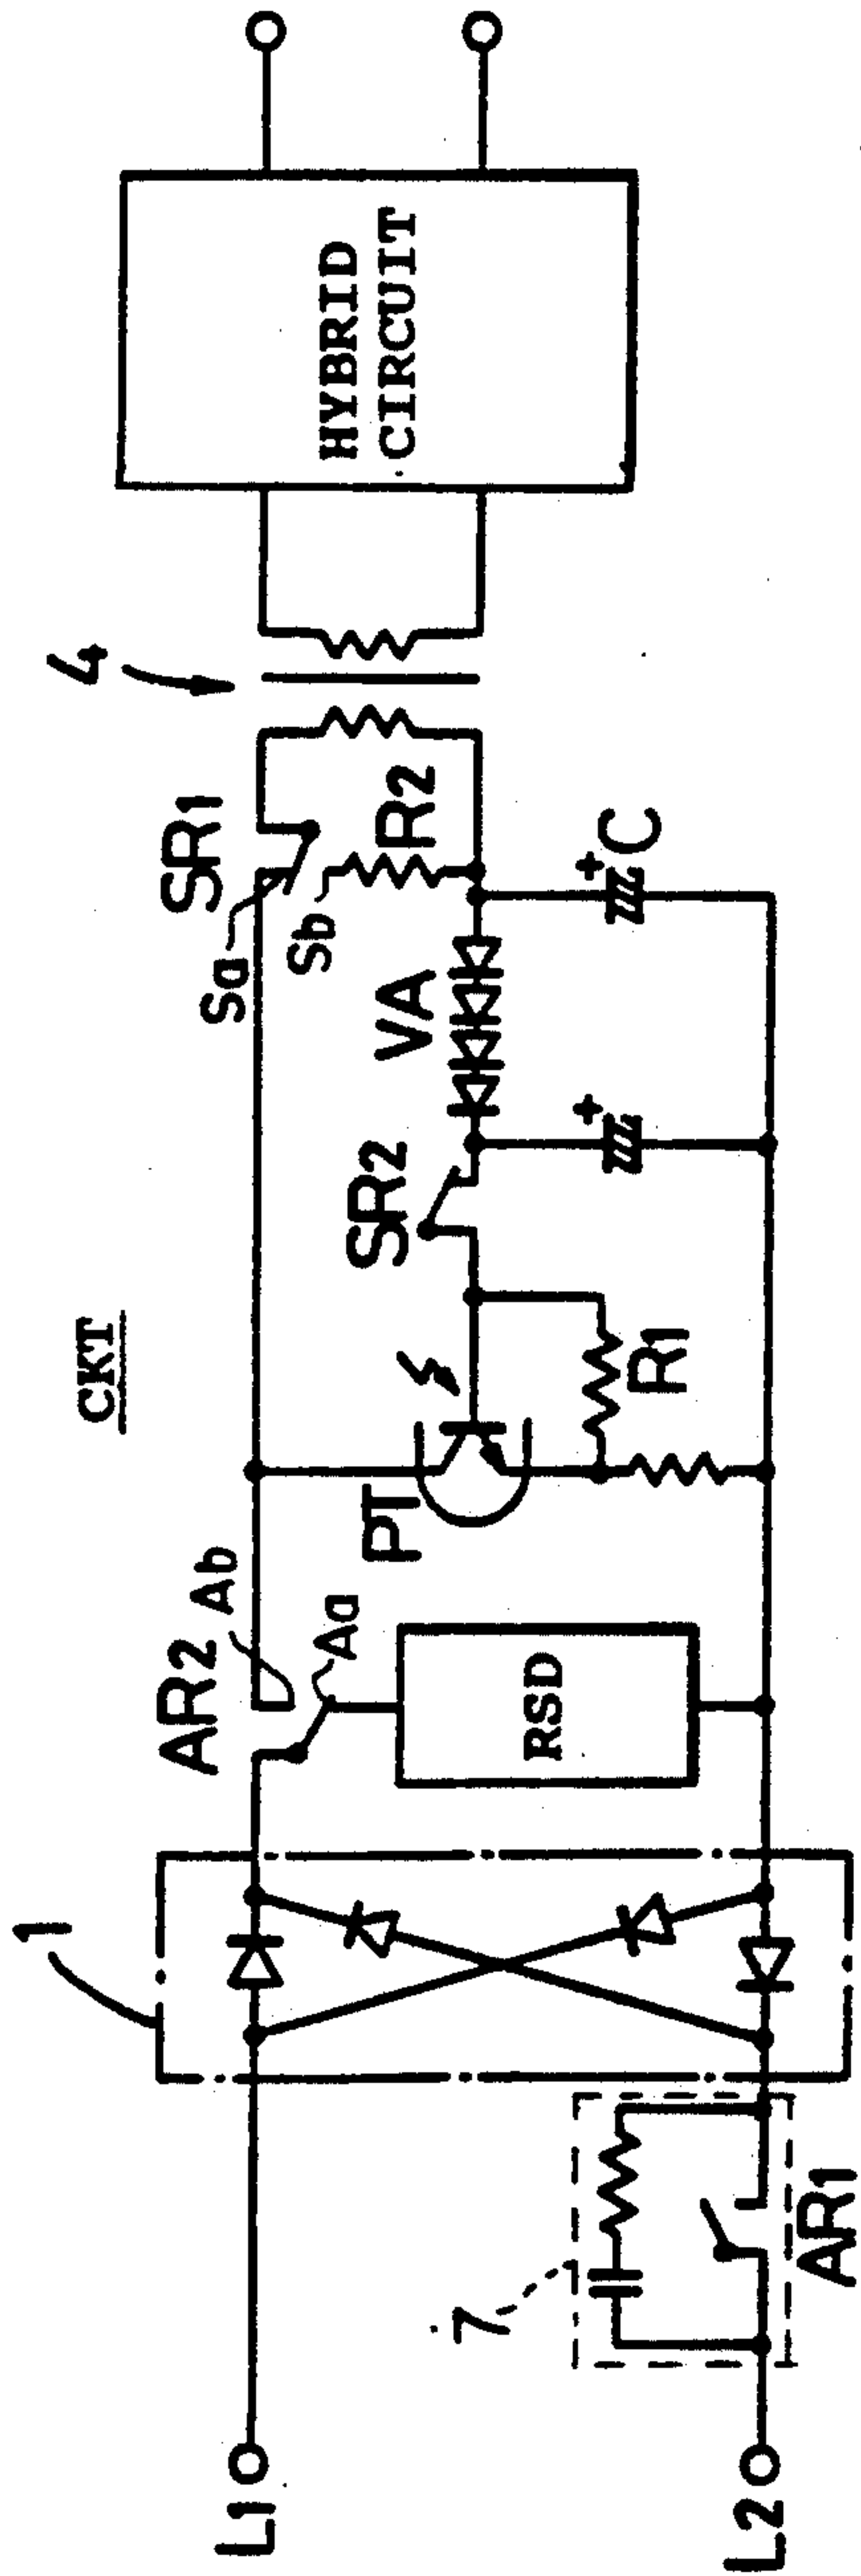 CKT
L1
L2
7
AR1
1
AR2
Ab
Aa
RSD
PT
R1
SR2
VA
+
+
C
SR1
Sa
Sb
R2
4
HYBRID
CIRCUIT